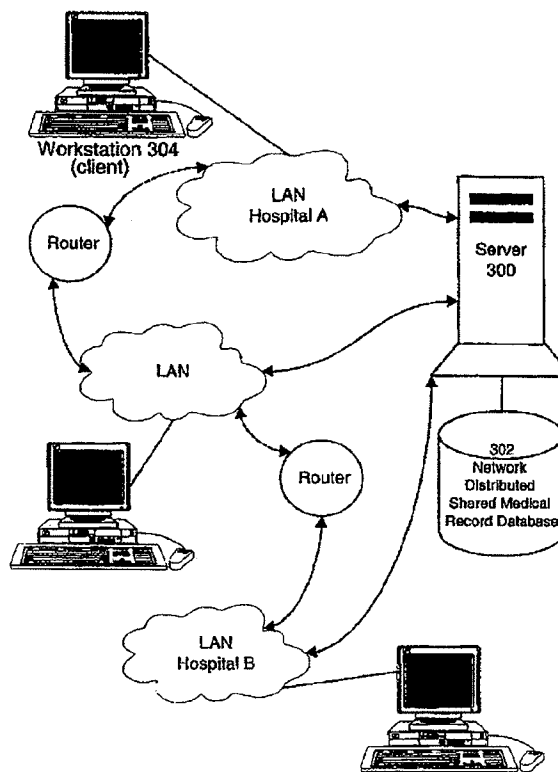 Workstation 304
(client)
LAN
Hospital A
Router
Server
300
LAN
Router
302
Network
Distributed
Shared Medical
Record Database
LAN
Hospital B